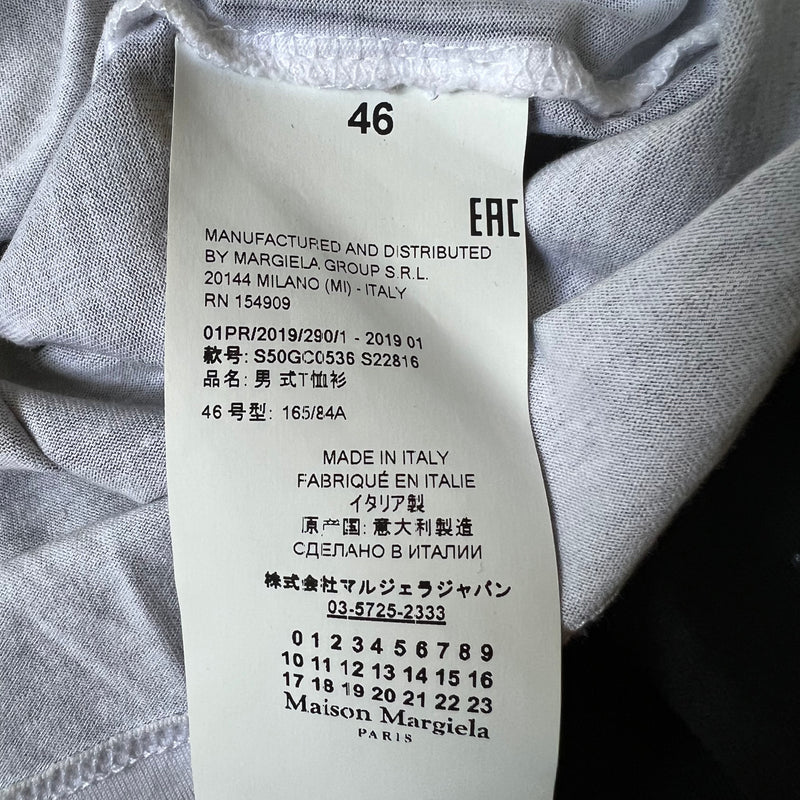 46
EAC
MANUFACTURED AND DISTRIBUTED
BY MARGIELA GROUP S.R.L.
20144 MILANO (MI) - ITALY
RN 154909
01PR/2019/290/1 - 2019 01
款号: S50GC0536 S22816
品名: 男 式T恤衫
46 号型: 165/84A
MADE IN ITALY
FABRIQUÉ EN ITALIE
イタリア製
原产国: 意大利製造
СДЕЛАНО В ИТАЛИИ
株式会社マルジェラジャパン
03-5725-2333
0 1 2 3 4 5 6 7 8 9
10 11 12 13 14 15 16
17 18 19 20 21 22 23
Maison Margiela
PARIS